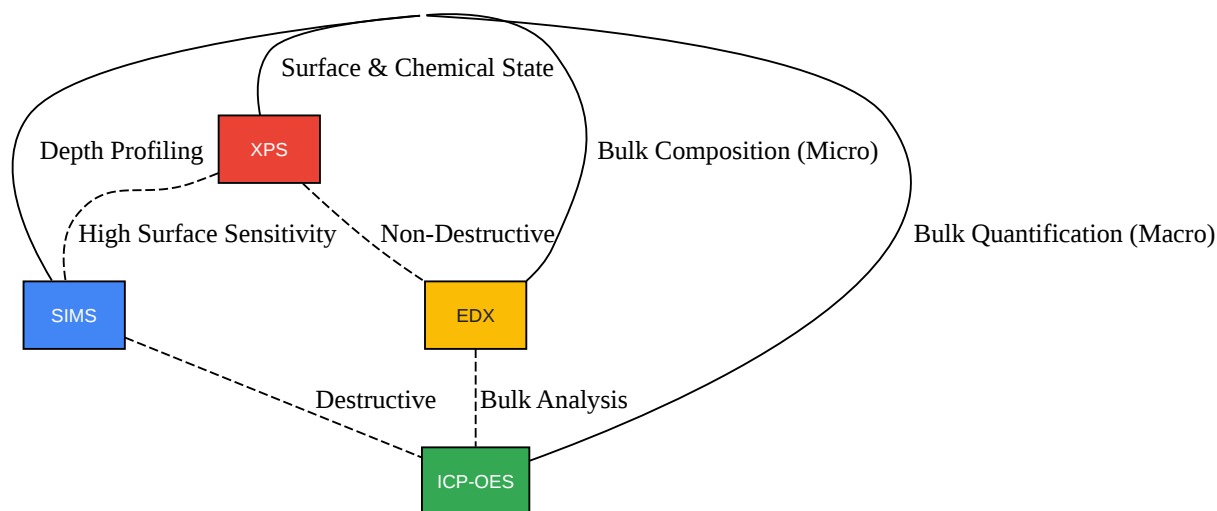 Surface & Chemical State
Depth Profiling
XPS
Bulk Composition (Micro)
High Surface Sensitivity
Non-Destructive
Bulk Quantification (Macro)
SIMS
EDX
Destructive
Bulk Analysis
ICP-OES